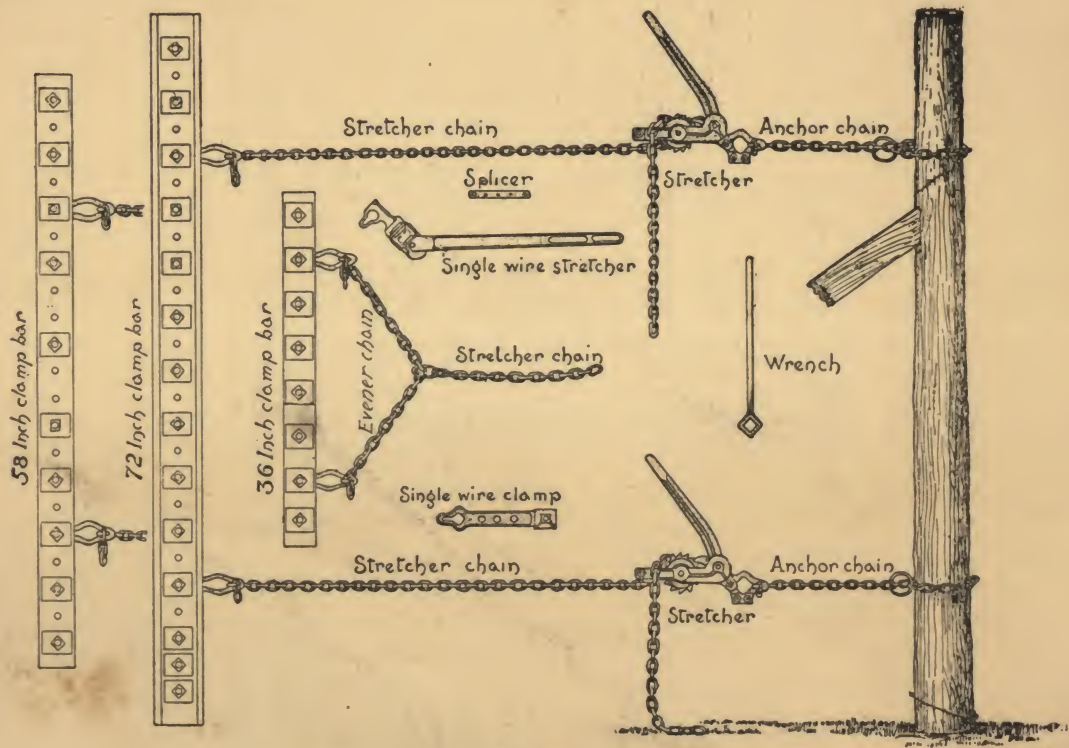 Stretcher chain
Anchor chain
Splicer
Stretcher
Single wire stretcher
58 Inch clamp bar
72 Inch clamp bar
36 Inch clamp bar
Evener chain
Stretcher chain
Wrench
Single wire clamp
Stretcher chain
Anchor chain
Stretcher